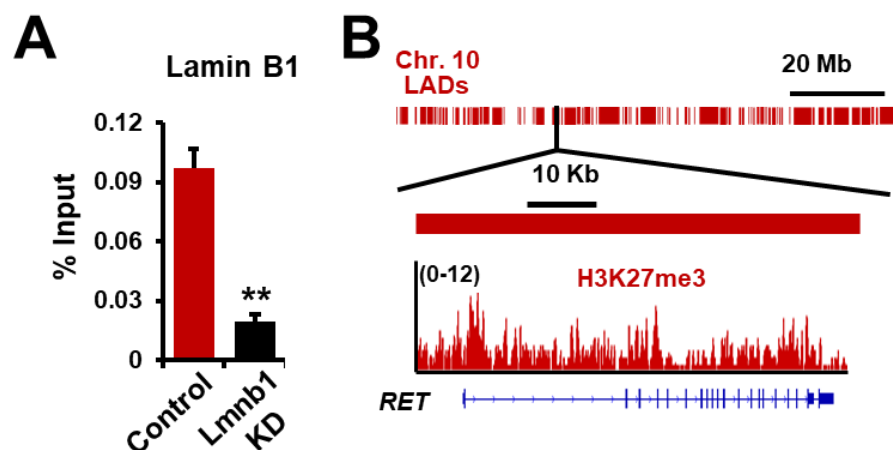 A
Lamin B1
% Input
0.12
0.09
0.06
0.03
0
**
Control
Lmnb1
KD
B
Chr. 10
LADs
20 Mb
10 Kb
(0-12)
H3K27me3
RET